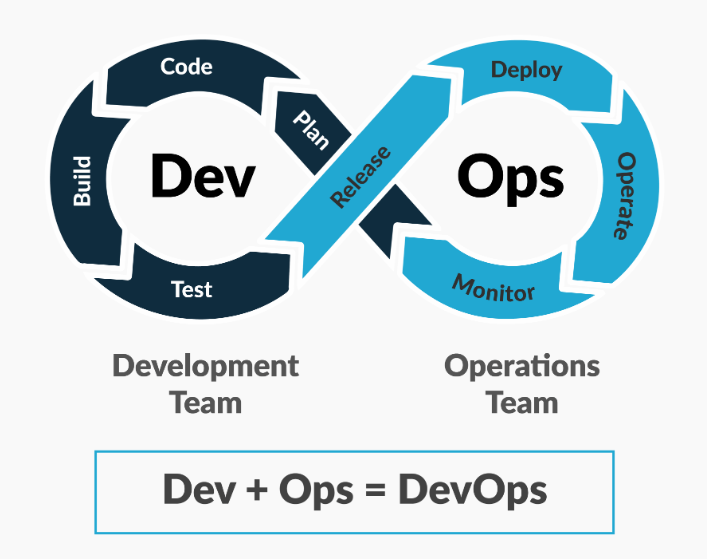 Code
Plan
Build
Dev
Test
Release
Deploy
Ops
Operate
Monitor
Development
Team
Operations
Team
Dev + Ops = DevOps